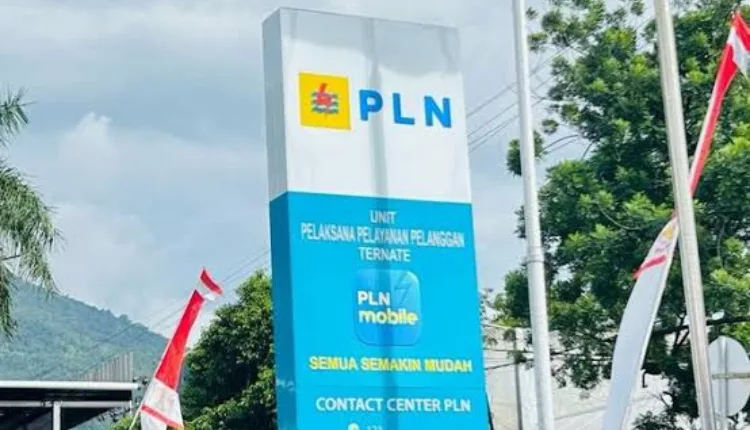 PLN
UNIT
PELAKSANA PELAYANAN PELANGGAN
TERNATE
PLN
mobile
SEMUA SEMAKIN MUDAH
CONTACT CENTER PLN